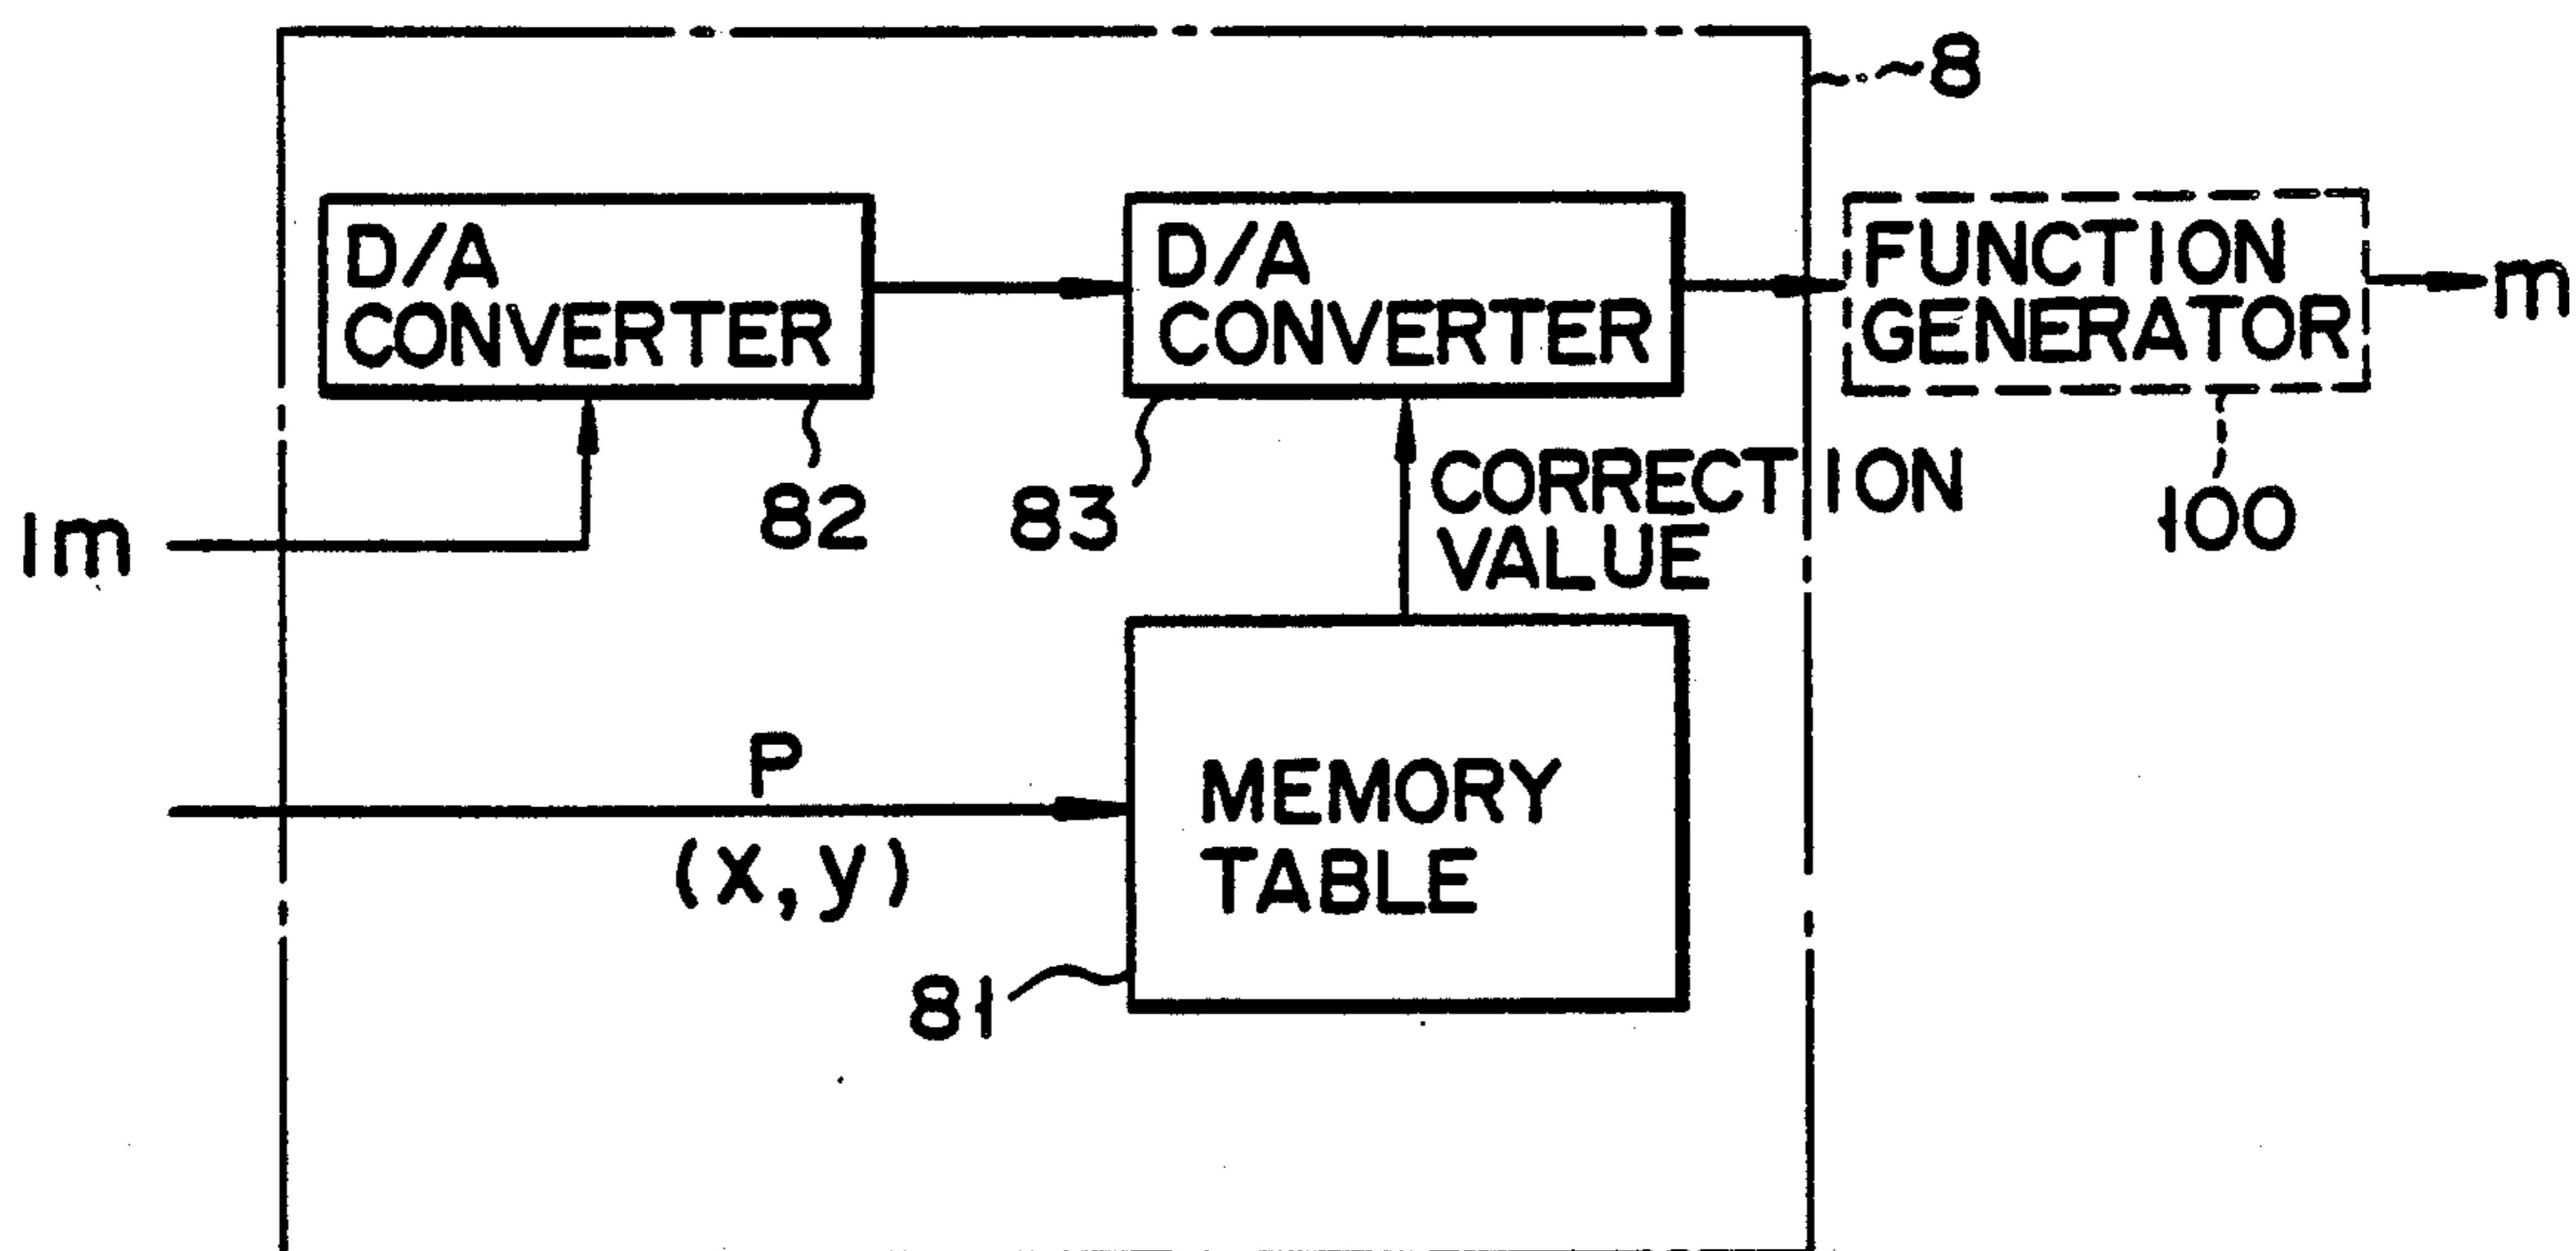 8
D/A
CONVERTER
D/A
CONVERTER
FUNCTION
GENERATOR
m
82
83
CORRECTION
VALUE
100
Im
P
(x,y)
MEMORY
TABLE
81